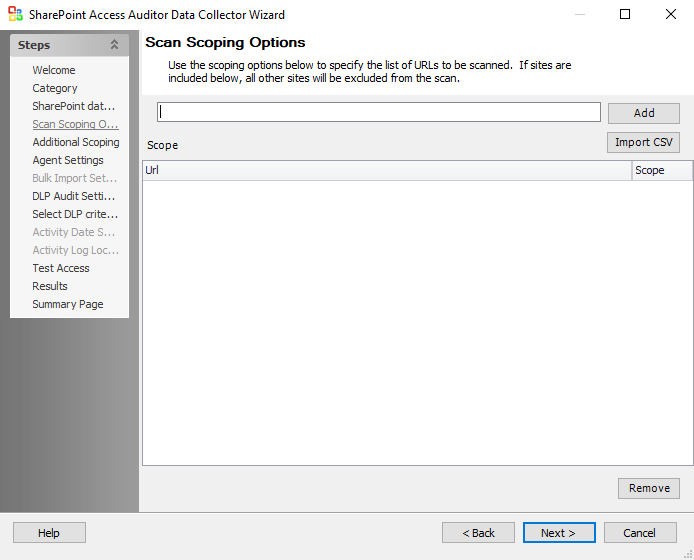 SharePoint Access Auditor Data Collector Wizard
Steps
Welcome
Category
SharePoint dat...
Scan Scoping O...
Additional Scoping
Agent Settings
Bulk Import Set...
DLP Audit Setti...
Select DLP crite...
Activity Date S...
Activity Log Loc...
Test Access
Results
Summary Page
Scan Scoping Options
Use the scoping options below to specify the list of URLs to be scanned. If sites are
included below, all other sites will be excluded from the scan.
Add
Scope
Import CSV
Url
Scope
Remove
Help
< Back
Next >
Cancel